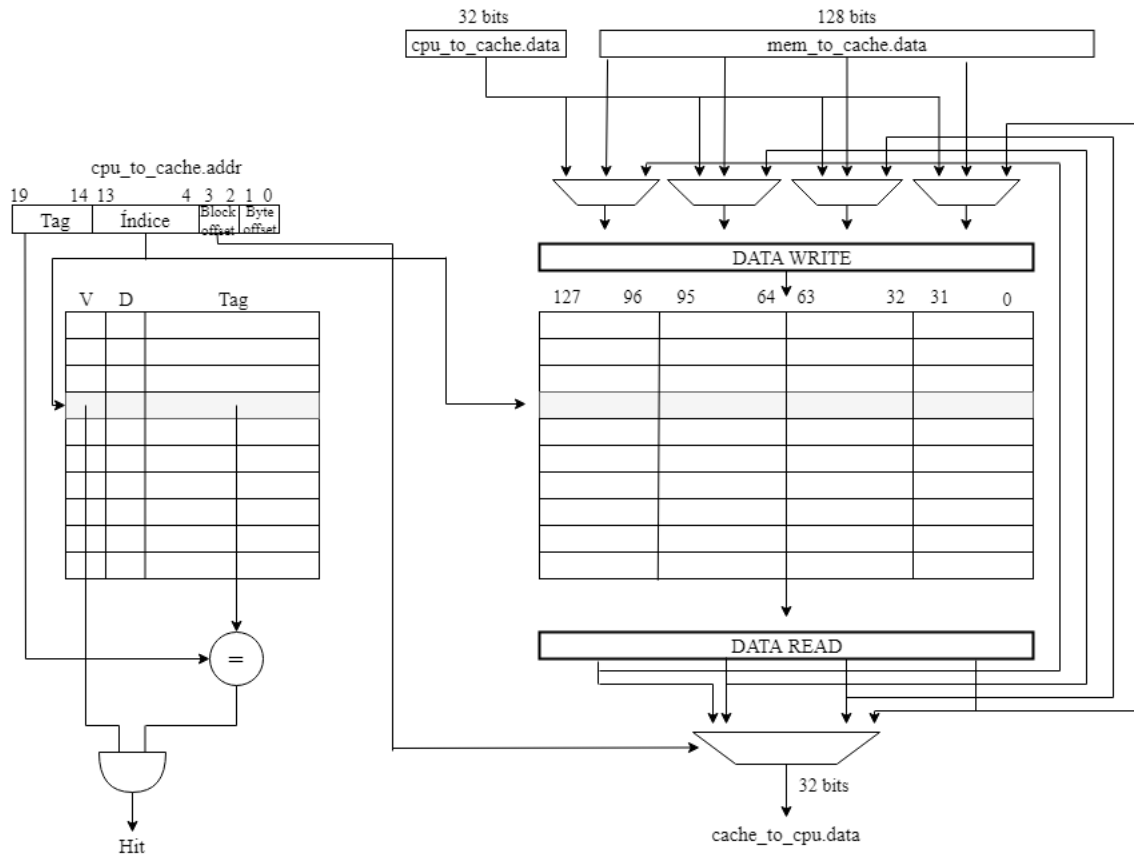 32 bits
128 bits
cpu_to_cache.data
mem_to_cache.data
cpu_to_cache.addr
19 14 13 4 3 2 1 0
Tag
Índice
Block
offset
Byte
offset
DATA WRITE
V D Tag
127 96 95 64 63 32 31 0
=
DATA READ
32 bits
cache_to_cpu.data
Hit